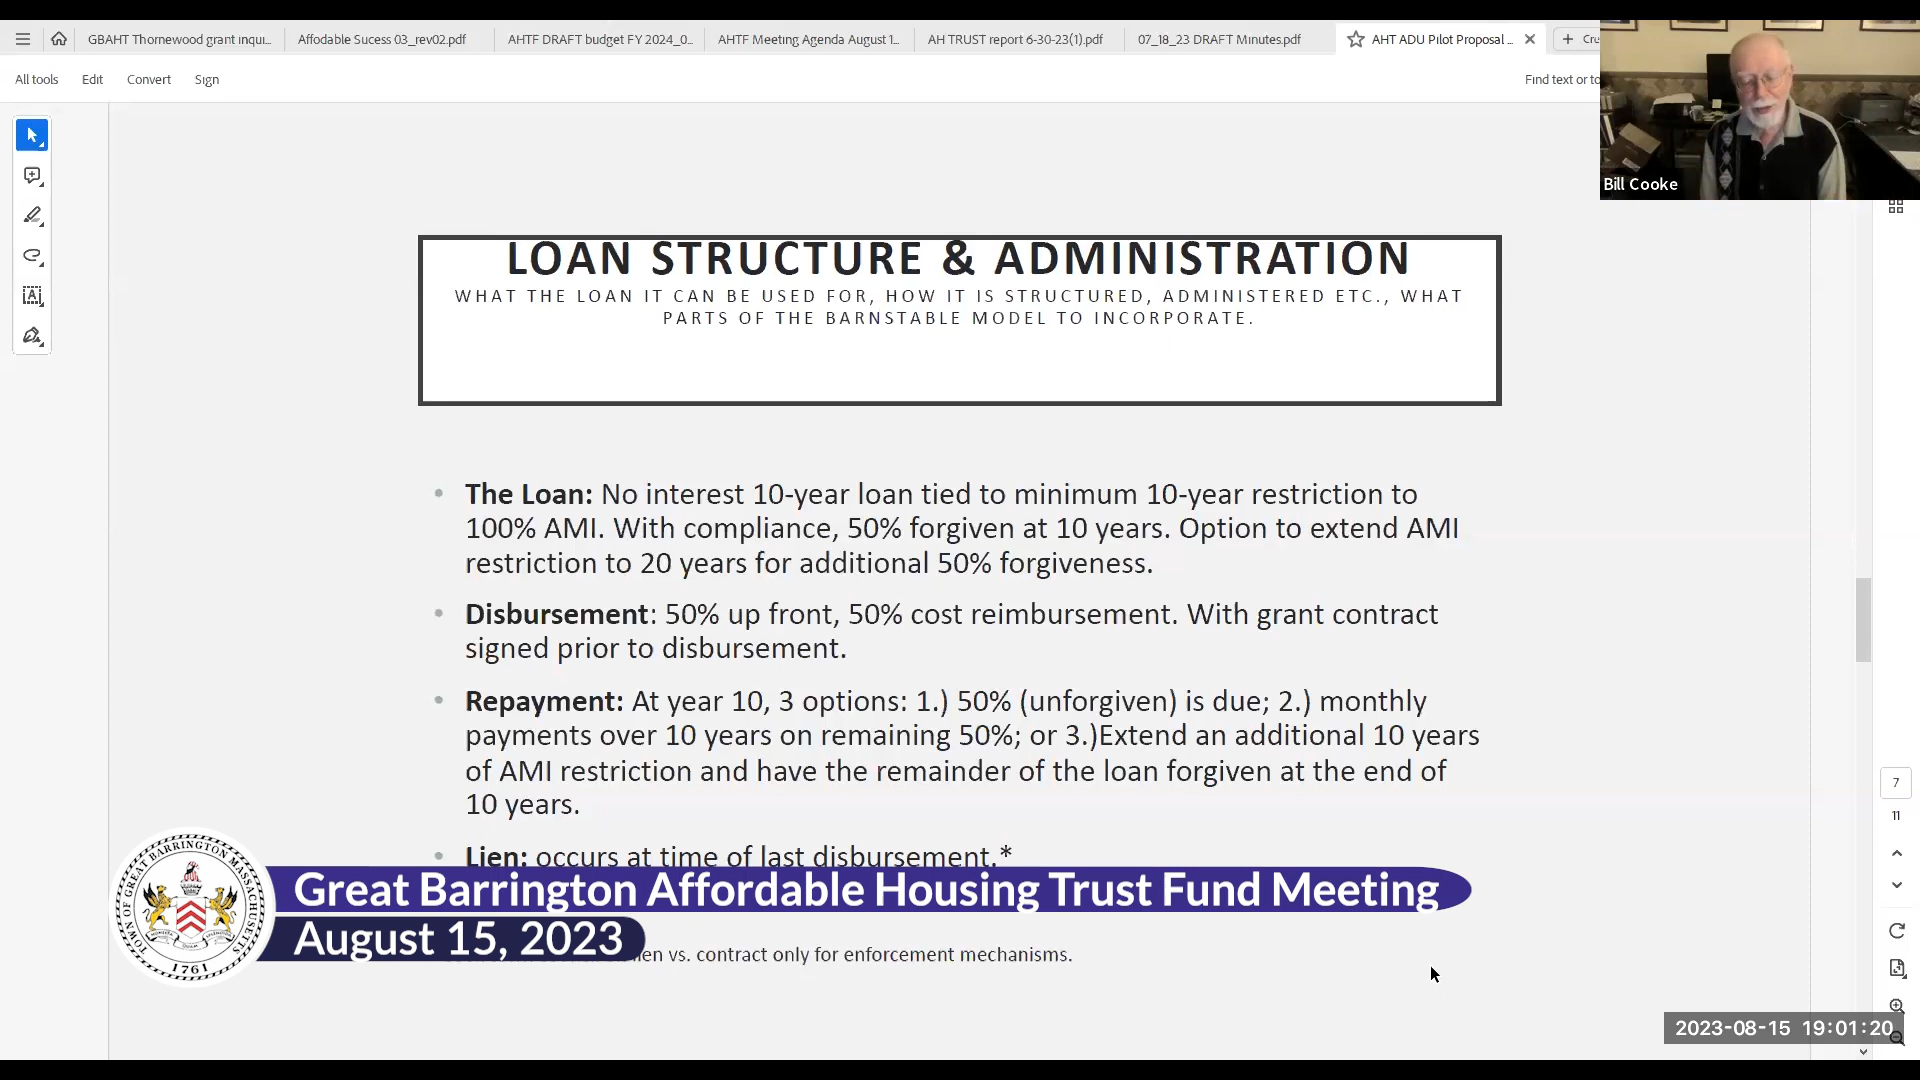 GBAHT Thornewood grant inqui...
Affodable Sucess 03_rev02.pdf
AHTF DRAFT budget FY 2024_0...
AHTF Meeting Agenda August 1...
AH TRUST report 6-30-23(1).pdf
07_18_23 DRAFT Minutes.pdf
AHT ADU Pilot Proposal ...
All tools
Edit
Convert
Sign
Find text or to
Bill Cooke
LOAN STRUCTURE & ADMINISTRATION
WHAT THE LOAN IT CAN BE USED FOR, HOW IT IS STRUCTURED, ADMINISTERED ETC., WHAT
PARTS OF THE BARNSTABLE MODEL TO INCORPORATE.
• The Loan: No interest 10-year loan tied to minimum 10-year restriction to
100% AMI. With compliance, 50% forgiven at 10 years. Option to extend AMI
restriction to 20 years for additional 50% forgiveness.
• Disbursement: 50% up front, 50% cost reimbursement. With grant contract
signed prior to disbursement.
• Repayment: At year 10, 3 options: 1.) 50% (unforgiven) is due; 2.) monthly
payments over 10 years on remaining 50%; or 3.)Extend an additional 10 years
of AMI restriction and have the remainder of the loan forgiven at the end of
10 years.
• Lien: occurs at time of last disbursement.*
Great Barrington Affordable Housing Trust Fund Meeting
August 15, 2023
vs. contract only for enforcement mechanisms.
TOWN OF GREAT BARRINGTON MASSACHUSETTS
1761
7
11
2023-08-15 19:01:20